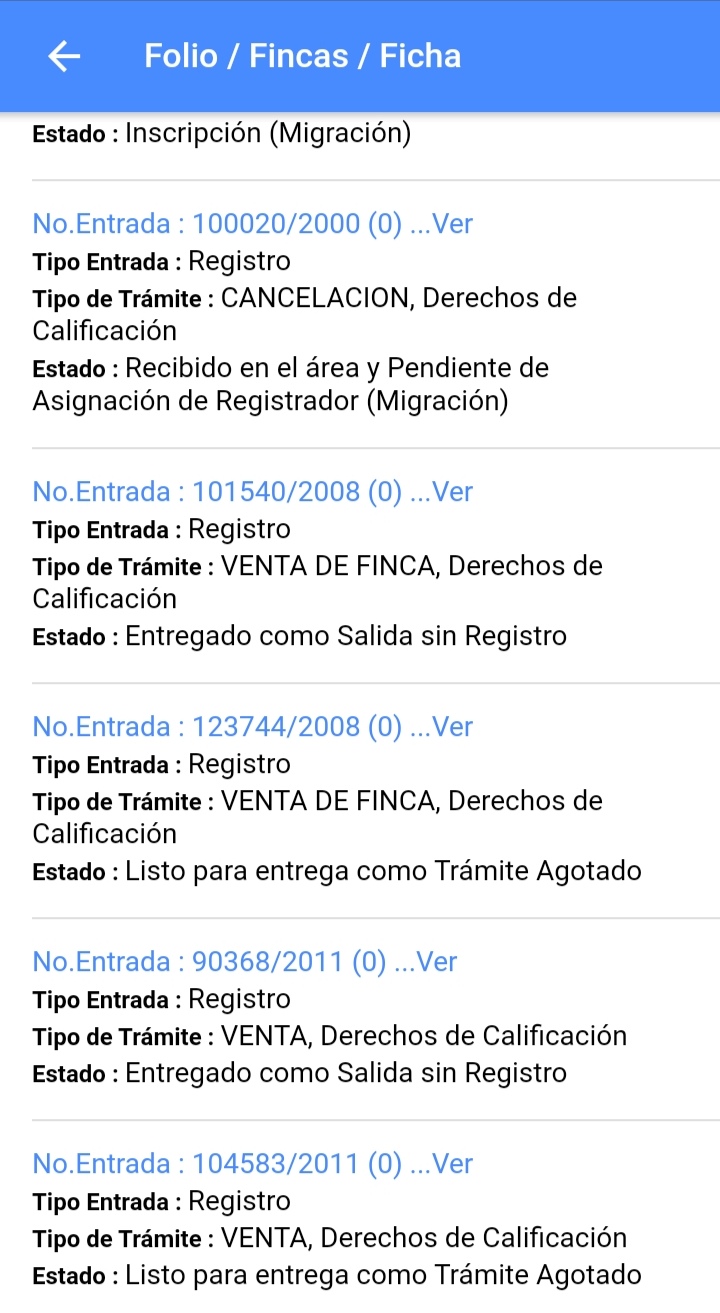 Folio / Fincas / Ficha
Estado : Inscripción (Migración)
No.Entrada : 100020/2000 (0) ...Ver
Tipo Entrada : Registro
Tipo de Trámite : CANCELACION, Derechos de
Calificación
Estado : Recibido en el área y Pendiente de
Asignación de Registrador (Migración)
No.Entrada : 101540/2008 (0) ...Ver
Tipo Entrada : Registro
Tipo de Trámite : VENTA DE FINCA, Derechos de
Calificación
Estado : Entregado como Salida sin Registro
No.Entrada : 123744/2008 (0) ...Ver
Tipo Entrada : Registro
Tipo de Trámite : VENTA DE FINCA, Derechos de
Calificación
Estado : Listo para entrega como Trámite Agotado
No.Entrada : 90368/2011 (0) ...Ver
Tipo Entrada : Registro
Tipo de Trámite : VENTA, Derechos de Calificación
Estado : Entregado como Salida sin Registro
No.Entrada : 104583/2011 (0) ...Ver
Tipo Entrada : Registro
Tipo de Trámite : VENTA, Derechos de Calificación
Estado : Listo para entrega como Trámite Agotado